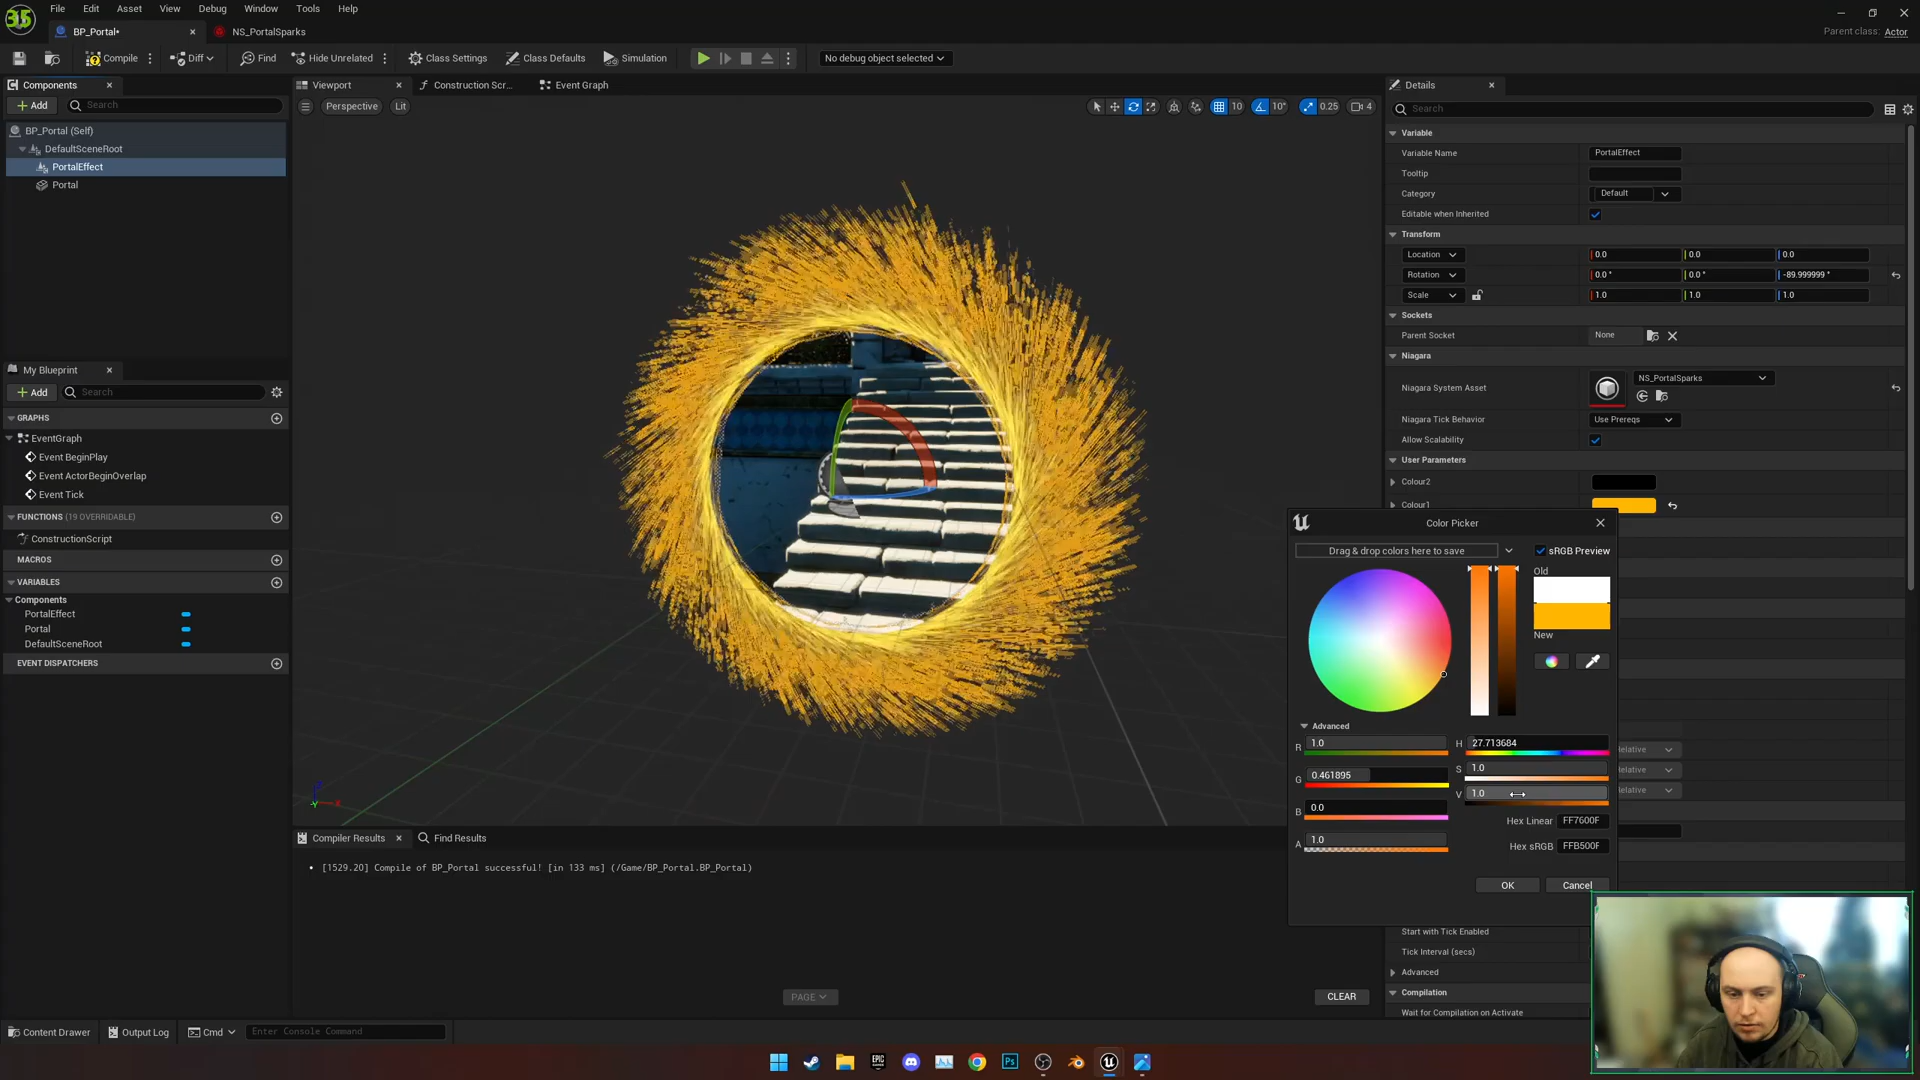 File Edit Asset View Debug Window Tools Help
BP_Portal* NS_PortalSparks
Parent class: Actor
Compile Diff Find Hide Unrelated Class Settings Class Defaults Simulation No debug object selected
Components
Add Search
BP_Portal (Self)
DefaultSceneRoot
PortalEffect
Portal
My Blueprint
Add Search
GRAPHS
EventGraph
Event BeginPlay
Event ActorBeginOverlap
Event Tick
FUNCTIONS (19 OVERRIDABLE)
ConstructionScript
MACROS
VARIABLES
Components
PortalEffect
Portal
DefaultSceneRoot
EVENT DISPATCHERS
Viewport Construction Scr... Event Graph
Perspective Lit
10 10° 0.25 4
Compiler Results Find Results
[1529.20] Compile of BP_Portal successful! [in 133 ms] (/Game/BP_Portal.BP_Portal)
PAGE
CLEAR
Details
Search
Variable
Variable Name PortalEffect
Tooltip
Category Default
Editable when Inherited
Transform
Location 0.0 0.0 0.0
Rotation 0.0 ° 0.0 ° -89.999999 °
Scale 1.0 1.0 1.0
Sockets
Parent Socket None
Niagara
Niagara System Asset NS_PortalSparks
Niagara Tick Behavior Use Prereqs
Allow Scalability
User Parameters
Colour2
Colour1
Color Picker
Drag & drop colors here to save sRGB Preview
Old
New
Advanced
R 1.0 H 27.713684
G 0.461895 S 1.0
B 0.0 V 1.0
A 1.0
Hex Linear FF7600F
Hex sRGB FFB500F
OK Cancel
Start with Tick Enabled
Tick Interval (secs)
Advanced
Compilation
Wait for Compilation on Activate
Content Drawer Output Log Cmd Enter Console Command
EPIC
Ps